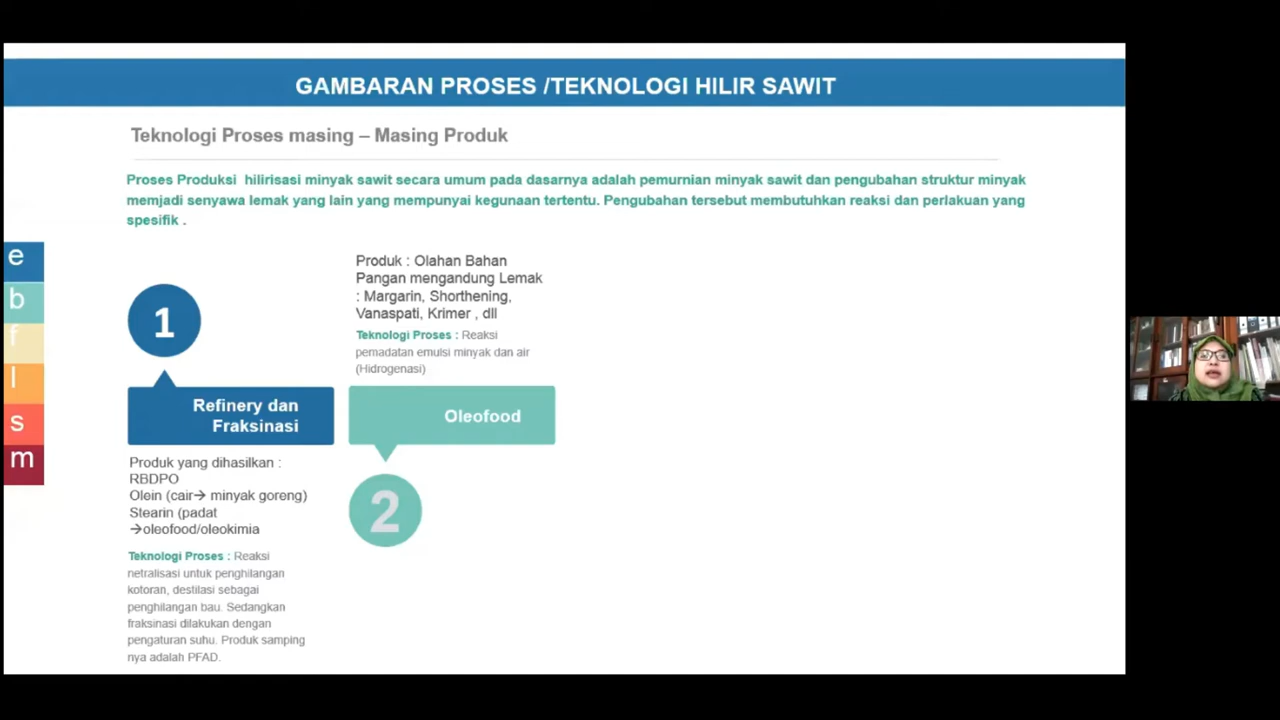 GAMBARAN PROSES /TEKNOLOGI HILIR SAWIT
Teknologi Proses masing – Masing Produk
Proses Produksi hilirisasi minyak sawit secara umum pada dasarnya adalah pemurnian minyak sawit dan pengubahan struktur minyak
memjadi senyawa lemak yang lain yang mempunyai kegunaan tertentu. Pengubahan tersebut membutuhkan reaksi dan perlakuan yang
spesifik .
e
b
f
l
s
m
1
Refinery dan
Fraksinasi
Produk yang dihasilkan :
RBDPO
Olein (cair→ minyak goreng)
Stearin (padat
→oleofood/oleokimia
Teknologi Proses : Reaksi
netralisasi untuk penghilangan
kotoran, destilasi sebagai
penghilangan bau. Sedangkan
fraksinasi dilakukan dengan
pengaturan suhu. Produk samping
nya adalah PFAD.
Produk : Olahan Bahan
Pangan mengandung Lemak
: Margarin, Shorthening,
Vanaspati, Krimer , dll
Teknologi Proses : Reaksi
pemadatan emulsi minyak dan air
(Hidrogenasi)
Oleofood
2